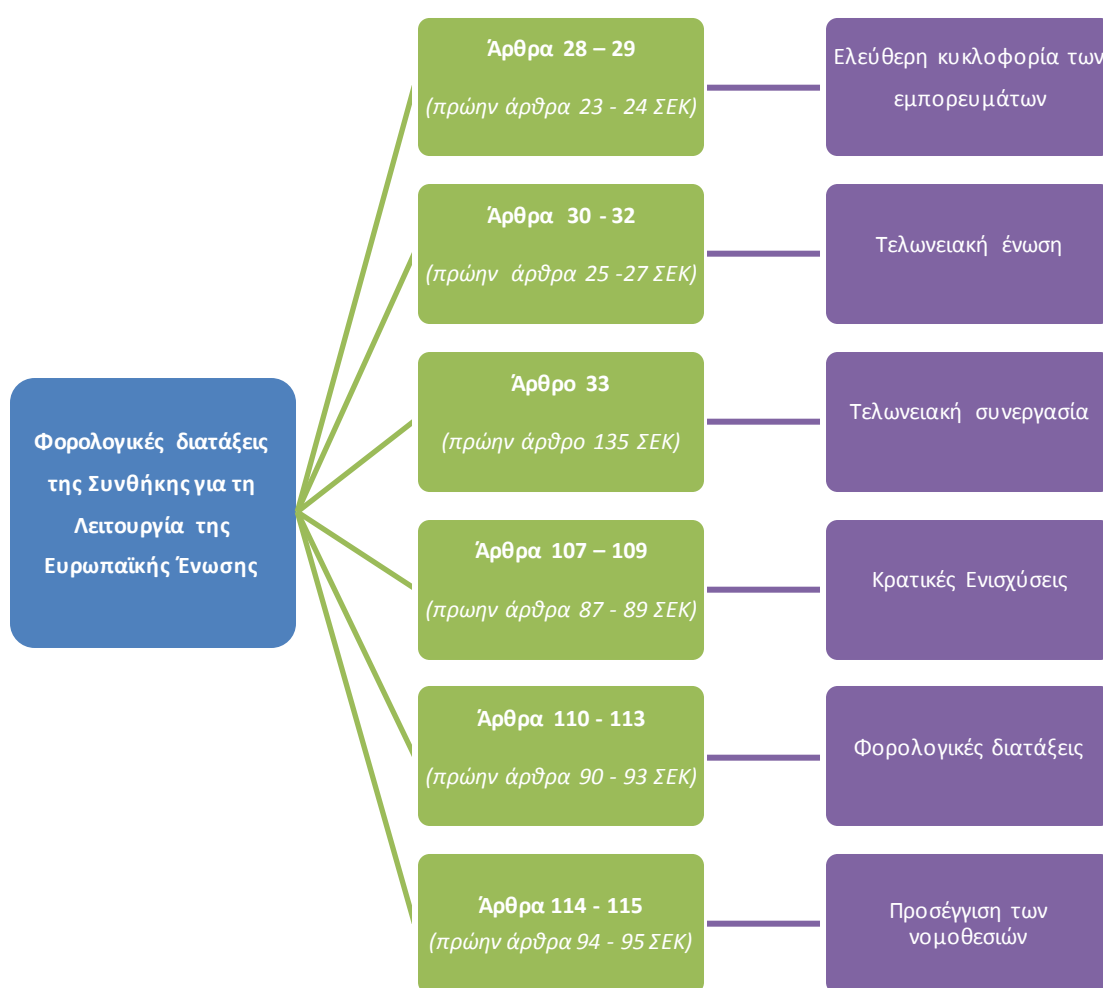 Φορολογικές διατάξεις
της Συνθήκης για τη
Λειτουργία της
Ευρωπαϊκής Ένωσης
Άρθρα 28 – 29
(πρώην άρθρα 23 - 24 ΣΕΚ)
Ελεύθερη κυκλοφορία των
εμπορευμάτων
Άρθρα 30 - 32
(πρώην άρθρα 25 -27 ΣΕΚ)
Τελωνειακή ένωση
Άρθρο 33
(πρώην άρθρο 135 ΣΕΚ)
Τελωνειακή συνεργασία
Άρθρα 107 – 109
(πρωην άρθρα 87 - 89 ΣΕΚ)
Κρατικές Ενισχύσεις
Άρθρα 110 - 113
(πρώην άρθρα 90 - 93 ΣΕΚ)
Φορολογικές διατάξεις
Άρθρα 114 - 115
(πρώην άρθρα 94 - 95 ΣΕΚ)
Προσέγγιση των
νομοθεσιών